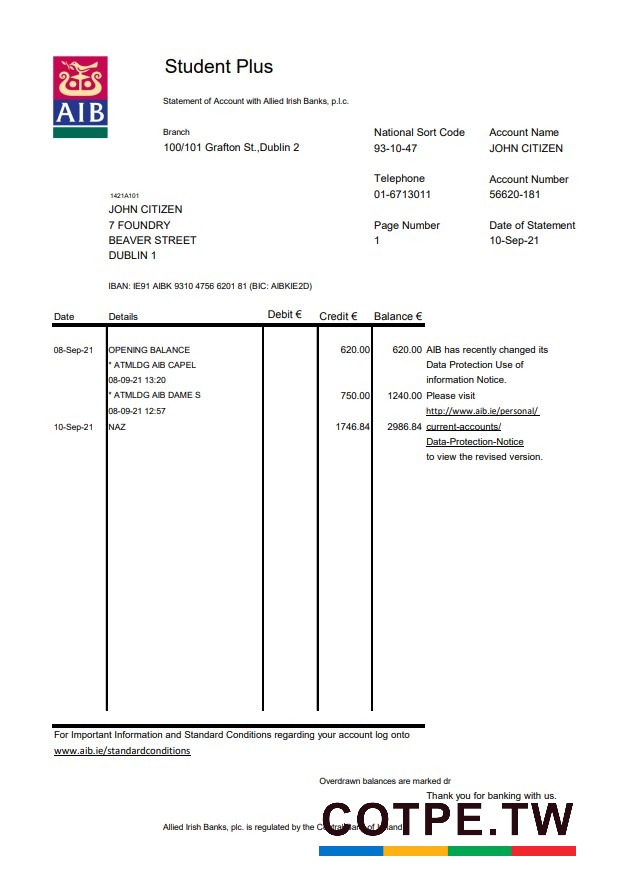 AIB
Student Plus
Statement of Account with Allied Irish Banks, p.l.c.
Branch
100/101 Grafton St.,Dublin 2
National Sort Code
93-10-47
Account Name
JOHN CITIZEN
Telephone
01-6713011
Account Number
56620-181
Page Number
1
Date of Statement
10-Sep-21
1421A101
JOHN CITIZEN
7 FOUNDRY
BEAVER STREET
DUBLIN 1
IBAN: IE91 AIBK 9310 4756 6201 81 (BIC: AIBKIE2D)
Date Details Debit € Credit € Balance €
08-Sep-21 OPENING BALANCE 620.00 620.00 AIB has recently changed its
* ATMLDG AIB CAPEL Data Protection Use of
08-09-21 13:20 information Notice.
* ATMLDG AIB DAME S 750.00 1240.00 Please visit
08-09-21 12:57 http://www.aib.ie/personal/
10-Sep-21 NAZ 1746.84 2986.84 current-accounts/
Data-Protection-Notice
to view the revised version.
For Important Information and Standard Conditions regarding your account log onto
www.aib.ie/standardconditions
Overdrawn balances are marked dr
Thank you for banking with us.
Allied Irish Banks, plc. is regulated by the Central Bank of Ireland
COTPE.TW